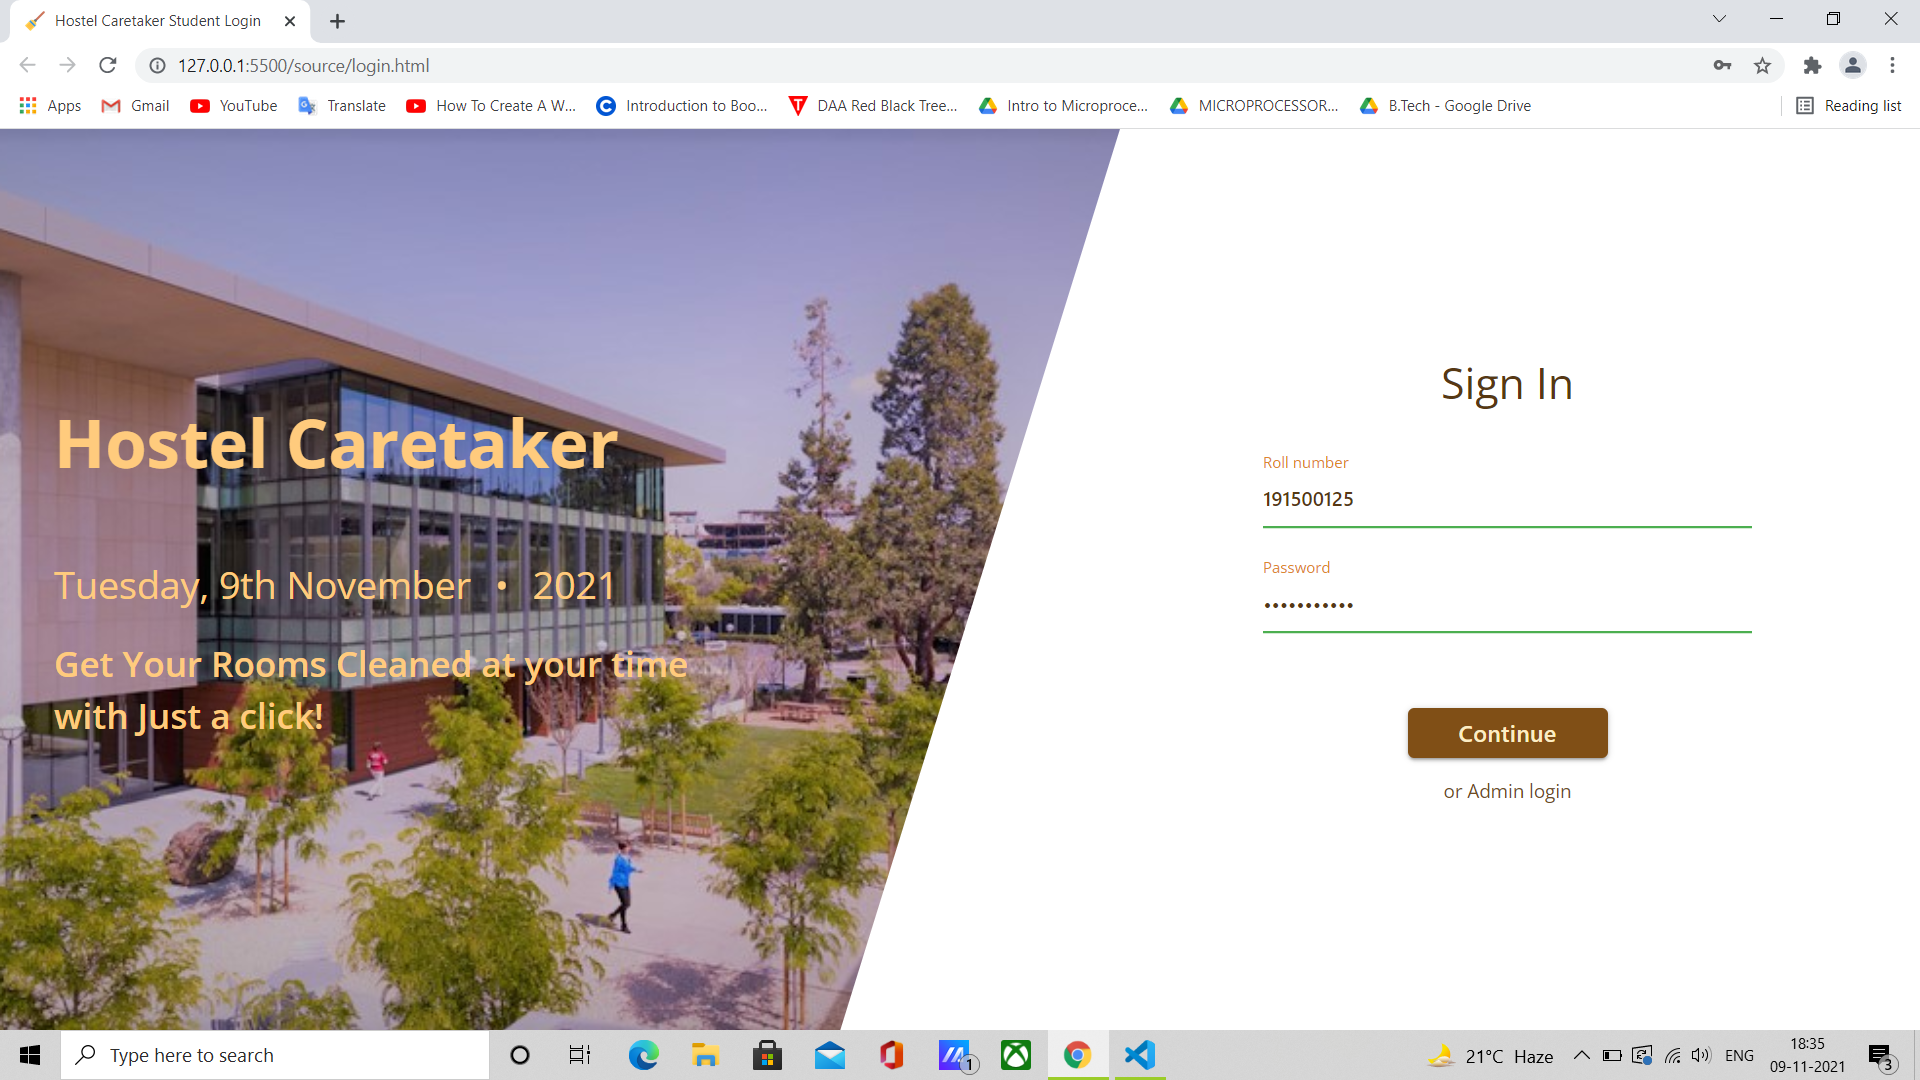 Hostel Caretaker Student Login
127.0.0.1:5500/source/login.html
Apps
Gmail
YouTube
Translate
How To Create A W...
Introduction to Boo...
DAA Red Black Tree...
Intro to Microproce...
MICROPROCESSOR...
B.Tech - Google Drive
Reading list
Hostel Caretaker
Tuesday, 9th November • 2021
Get Your Rooms Cleaned at your time
with Just a click!
Sign In
Roll number
191500125
Password
•••••••••••
Continue
or Admin login
Type here to search
1
21°C Haze
ENG
18:35
09-11-2021
3